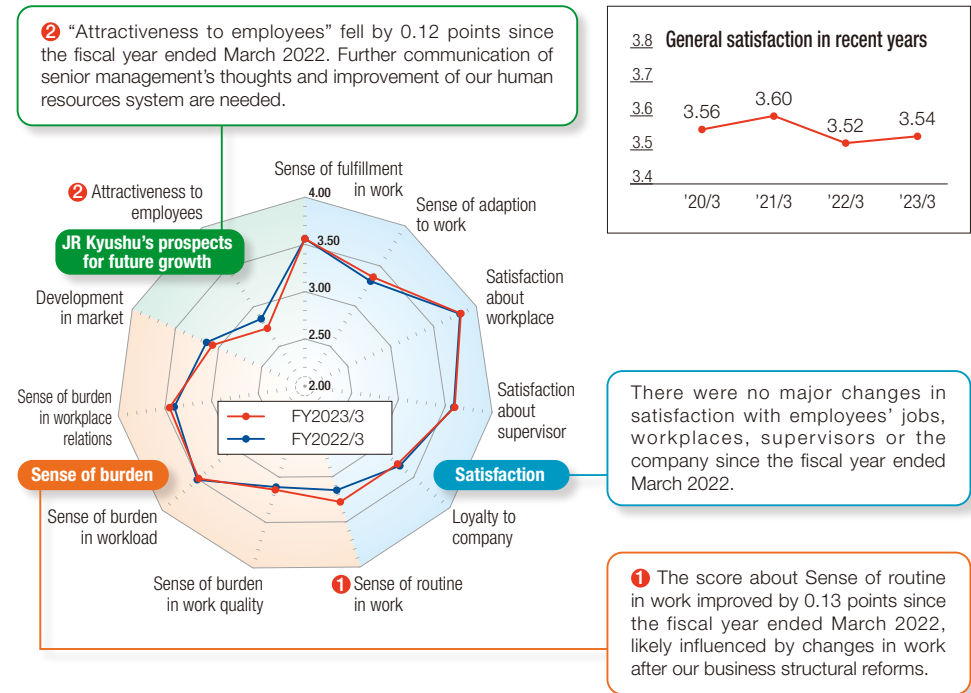 2 “Attractiveness to employees” fell by 0.12 points since
the fiscal year ended March 2022. Further communication of
senior management’s thoughts and improvement of our human
resources system are needed.
General satisfaction in recent years
3.8
3.7
3.6
3.5
3.4
3.56
3.60
3.52
3.54
’20/3
’21/3
’22/3
’23/3
Sense of fulfillment
in work
2 Attractiveness to
employees
Sense of adaption
to work
JR Kyushu’s prospects
for future growth
Satisfaction
about
workplace
Development
in market
4.00
3.50
3.00
2.50
2.00
Sense of burden
in workplace
relations
Satisfaction
about
supervisor
FY2023/3
FY2022/3
There were no major changes in
satisfaction with employees’ jobs,
workplaces, supervisors or the
company since the fiscal year ended
March 2022.
Sense of burden
Satisfaction
Sense of burden
in workload
Loyalty to
company
Sense of burden
in work quality
1 Sense of routine
in work
1 The score about Sense of routine
in work improved by 0.13 points since
the fiscal year ended March 2022,
likely influenced by changes in work
after our business structural reforms.